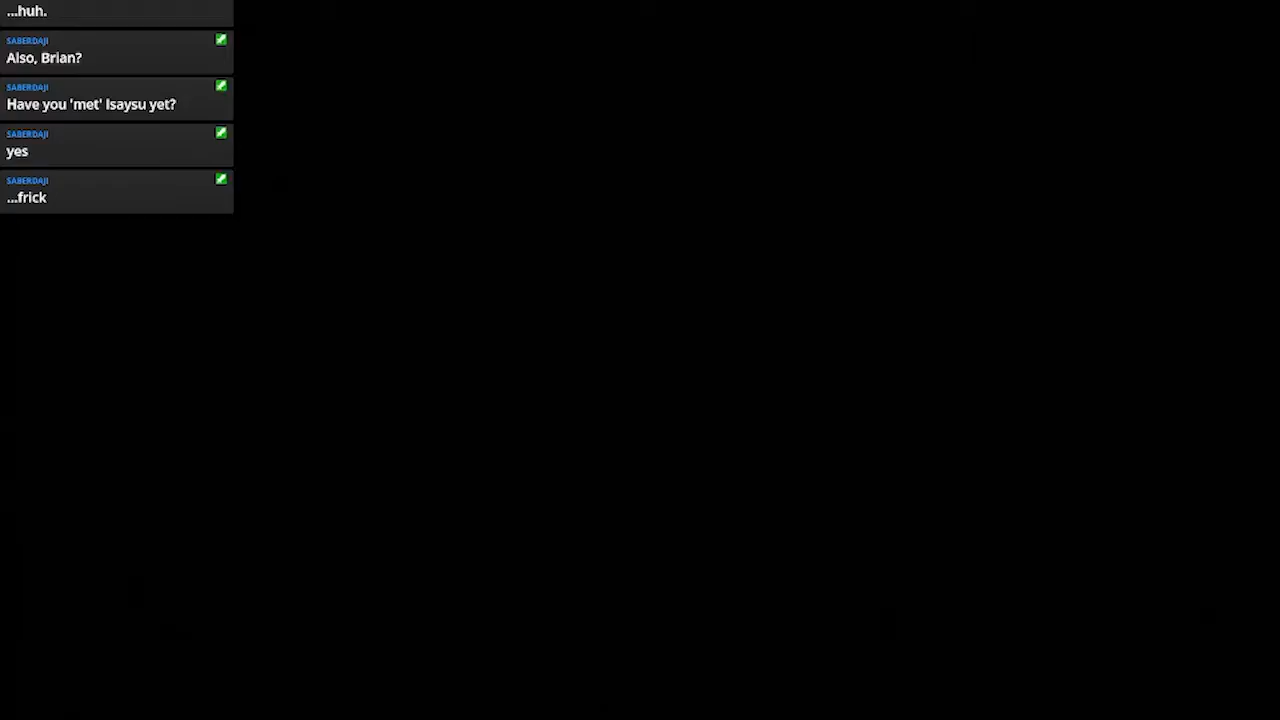 ...huh.
SABERDAJI
Also, Brian?
SABERDAJI
Have you 'met' Isaysu yet?
SABERDAJI
yes
SABERDAJI
...frick